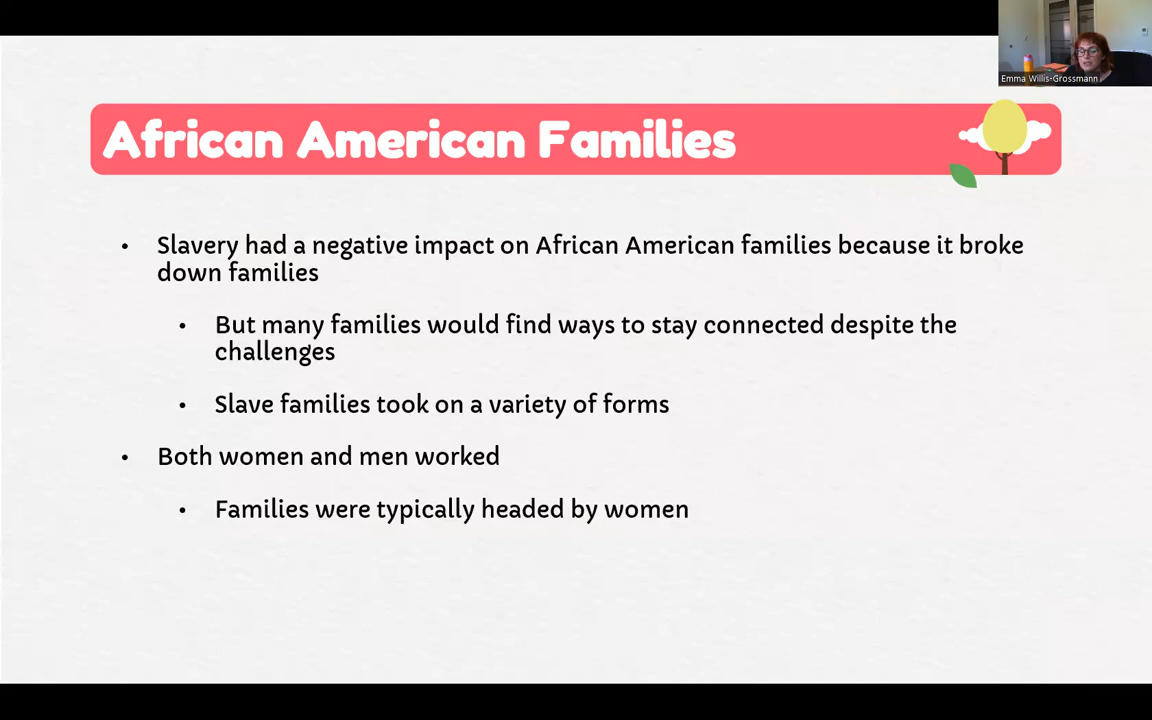 Emma Willis-Grossmann
African American Families
• Slavery had a negative impact on African American families because it broke
down families
• But many families would find ways to stay connected despite the
challenges
• Slave families took on a variety of forms
• Both women and men worked
• Families were typically headed by women